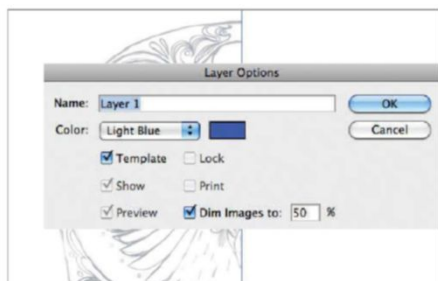 Layer Options
Name: Layer 1 OK
Color: Light Blue Cancel
Template Lock
Show Print
Preview Dim Images to: 50 %